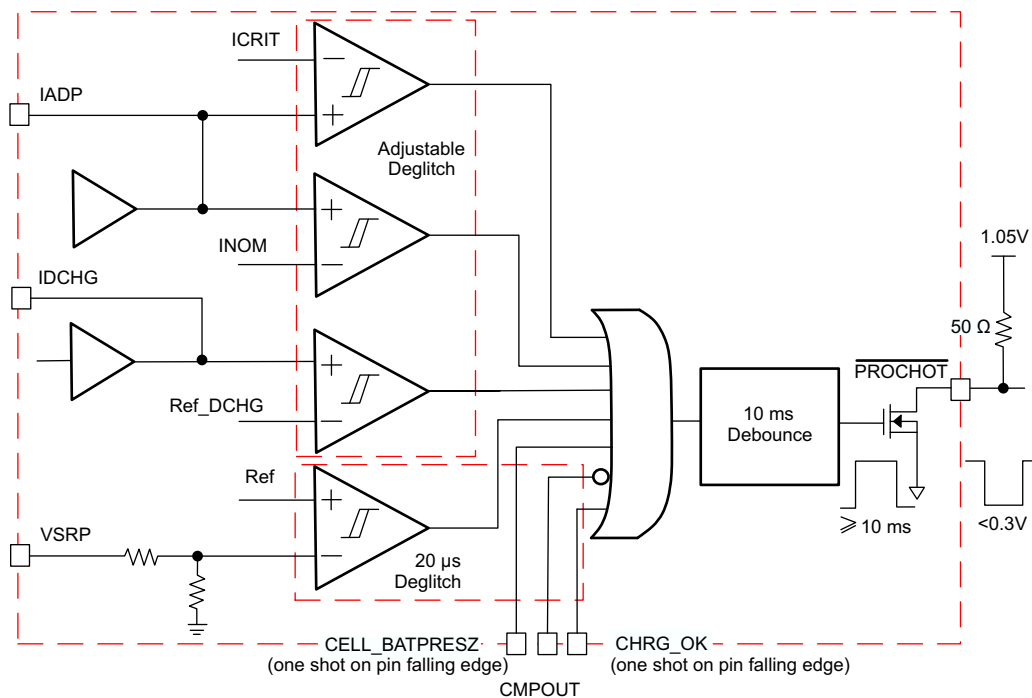 ICRIT
IADP
Adjustable
Deglitch
INOM
IDCHG
Ref_DCHG
Ref
VSRP
20 µs
Deglitch
10 ms
Debounce
PROCHOT
1.05V
50 Ω
⩾ 10 ms
<0.3V
CELL_BATPRESZ
(one shot on pin falling edge)
CHRG_OK
(one shot on pin falling edge)
CMPOUT